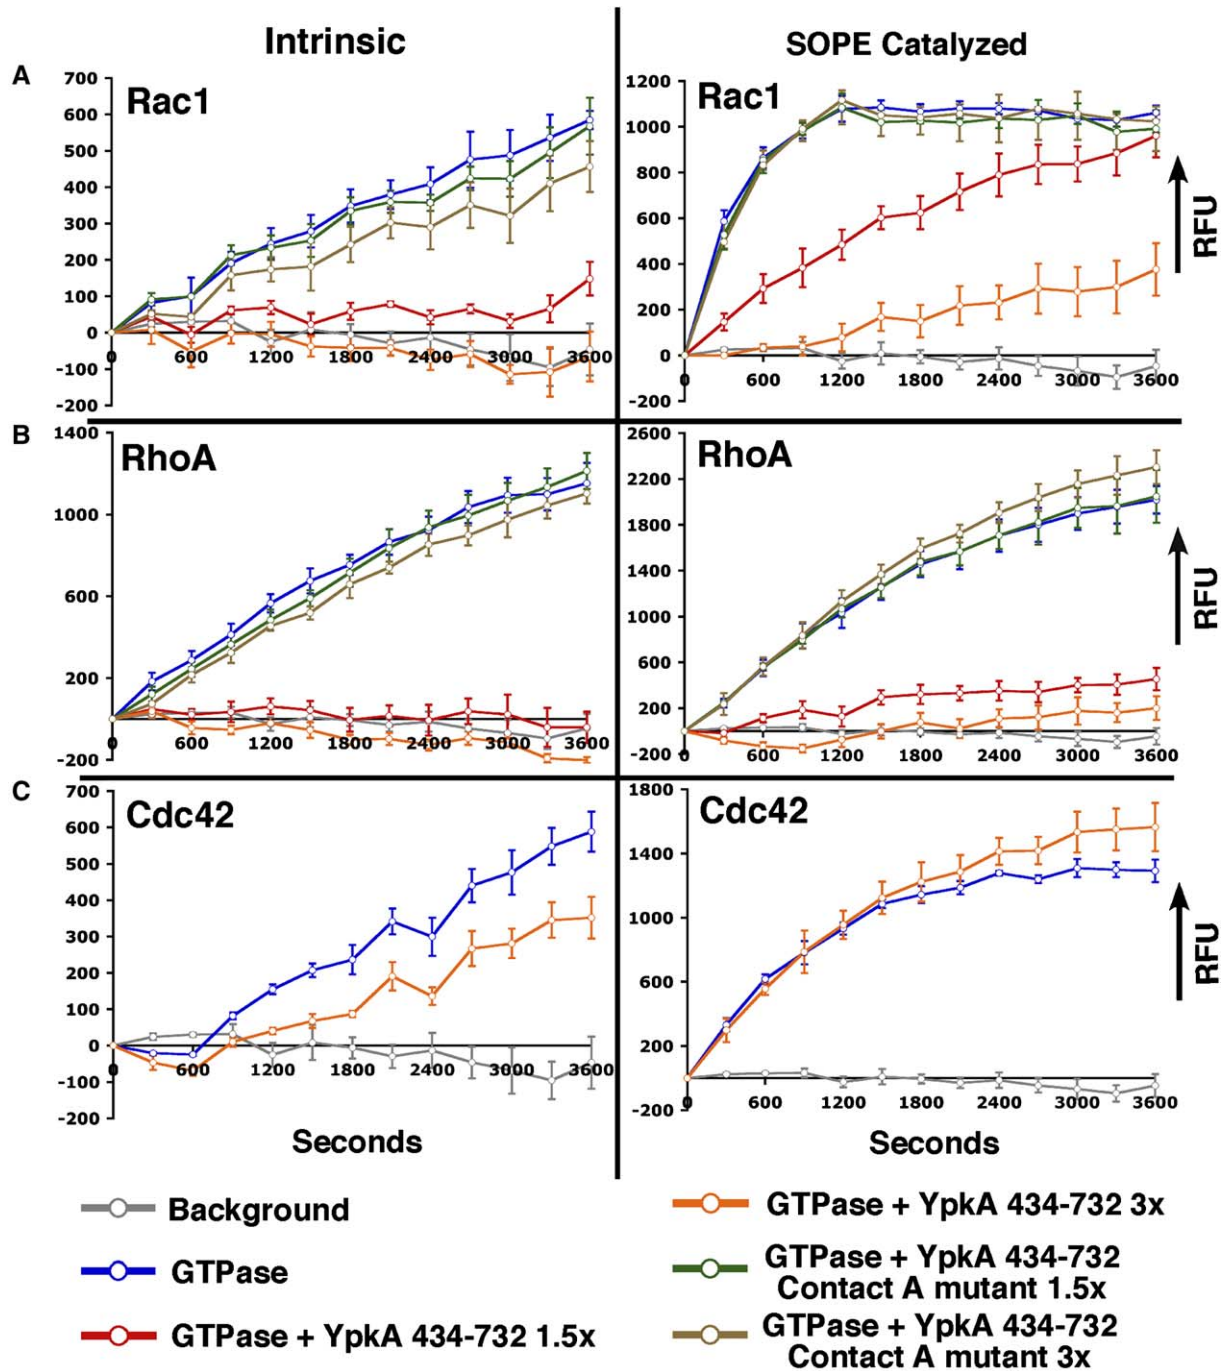 Intrinsic
SOPE Catalyzed
A
Rac1
700
600
500
400
300
200
100
0
-100
-200
0 600 1200 1800 2400 3000 3600
Rac1
1200
1000
800
600
400
200
0
-200
0 600 1200 1800 2400 3000 3600
RFU
B
RhoA
1400
1000
600
200
-200
0 600 1200 1800 2400 3000 3600
RhoA
2600
2200
1800
1400
1000
600
200
-200
0 600 1200 1800 2400 3000 3600
RFU
C
Cdc42
700
600
500
400
300
200
100
0
-100
-200
0 600 1200 1800 2400 3000 3600
Seconds
Cdc42
1800
1400
1000
600
200
-200
0 600 1200 1800 2400 3000 3600
Seconds
RFU
Background
GTPase
GTPase + YpkA 434-732 1.5x
GTPase + YpkA 434-732 3x
GTPase + YpkA 434-732
Contact A mutant 1.5x
GTPase + YpkA 434-732
Contact A mutant 3x